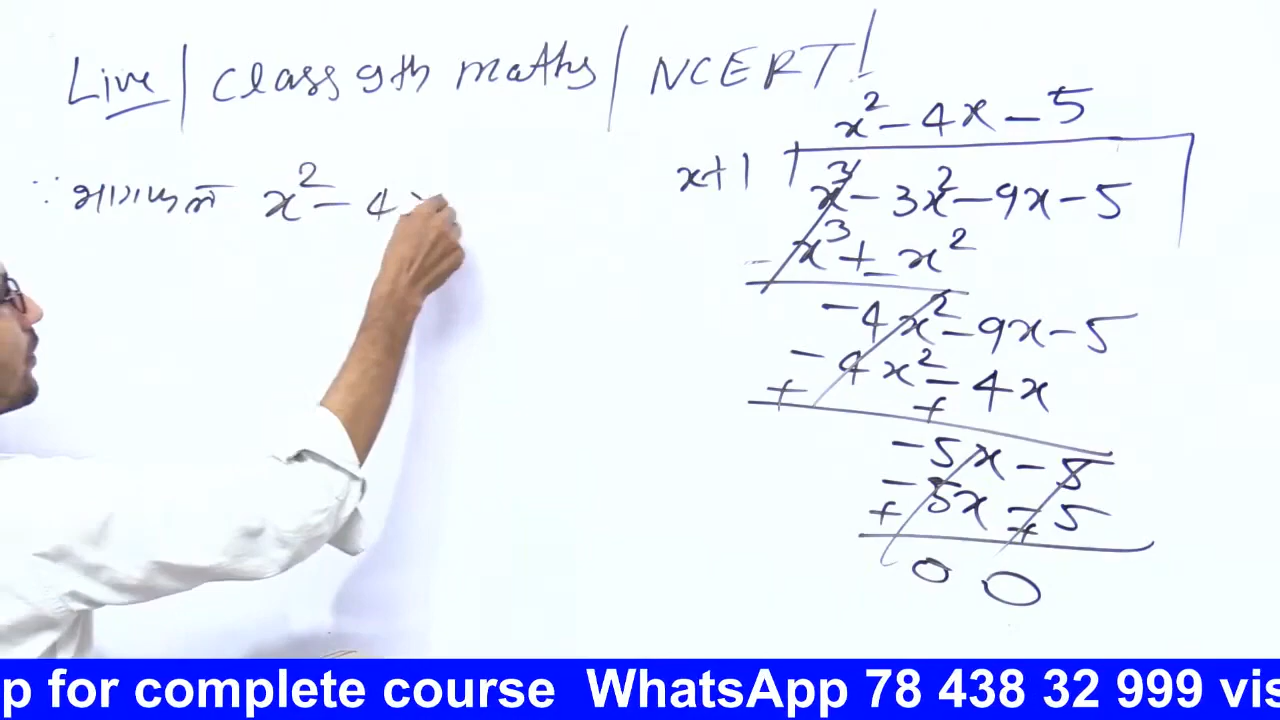 Live / Class 9th maths / NCERT!
∵ भागफल x² - 4x
x² - 4x - 5
x+1 x³ - 3x² - 9x - 5
x³ + x²
- -
-4x² - 9x - 5
-4x² - 4x
+ +
-5x - 5
-5x - 5
+ +
0 0
p for complete course WhatsApp 78 438 32 999 vis